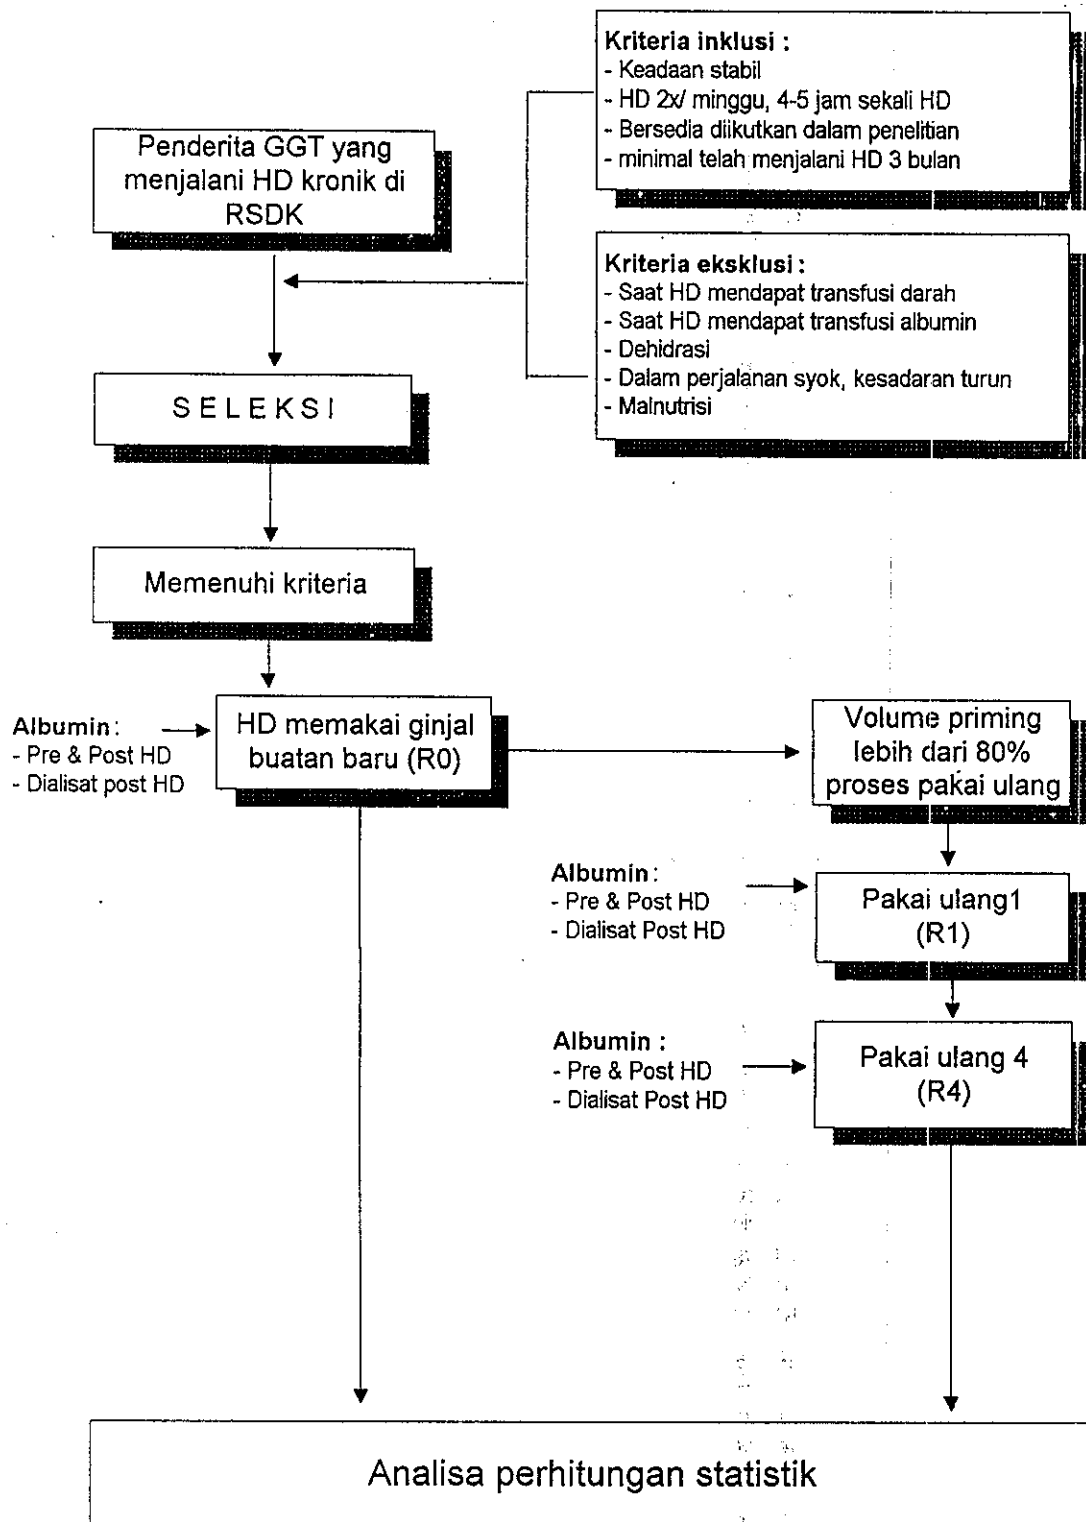 Kriteria inklusi :
- Keadaan stabil
- HD 2x/ minggu, 4-5 jam sekali HD
- Bersedia diikutkan dalam penelitian
- minimal telah menjalani HD 3 bulan
Penderita GGT yang
menjalani HD kronik di
RSDK
Kriteria eksklusi :
- Saat HD mendapat transfusi darah
- Saat HD mendapat transfusi albumin
- Dehidrasi
- Dalam perjalanan syok, kesadaran turun
- Malnutrisi
S E L E K S I
Memenuhi kriteria
Albumin:
- Pre & Post HD
- Dialisat post HD
HD memakai ginjal
buatan baru (R0)
Volume priming
lebih dari 80%
proses pakai ulang
Albumin:
- Pre & Post HD
- Dialisat Post HD
Pakai ulang1
(R1)
Albumin :
- Pre & Post HD
- Dialisat Post HD
Pakai ulang 4
(R4)
Analisa perhitungan statistik